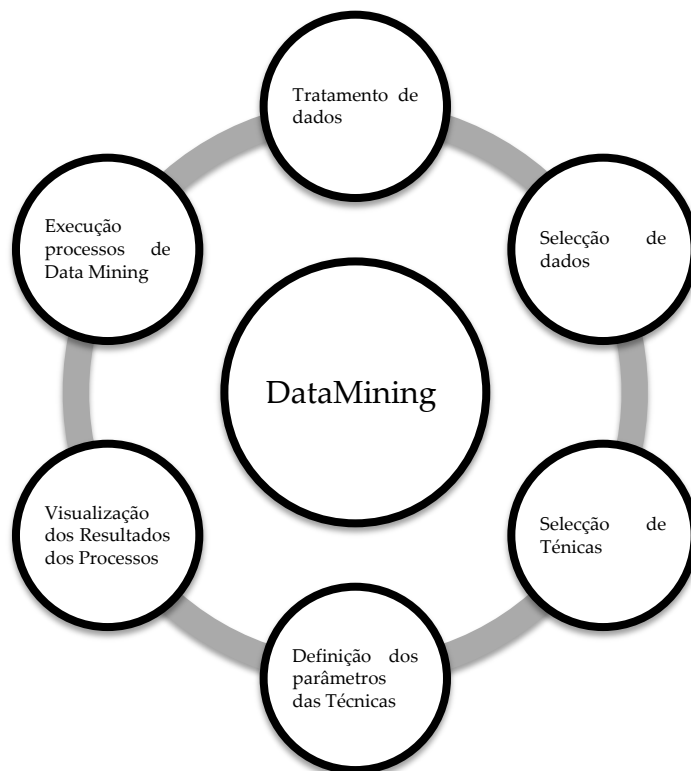 Tratamento de
dados
Selecção de
dados
Selecção de
Ténicas
Definição dos
parâmetros
das Técnicas
Visualização
dos Resultados
dos Processos
Execução
processos de
Data Mining
DataMining